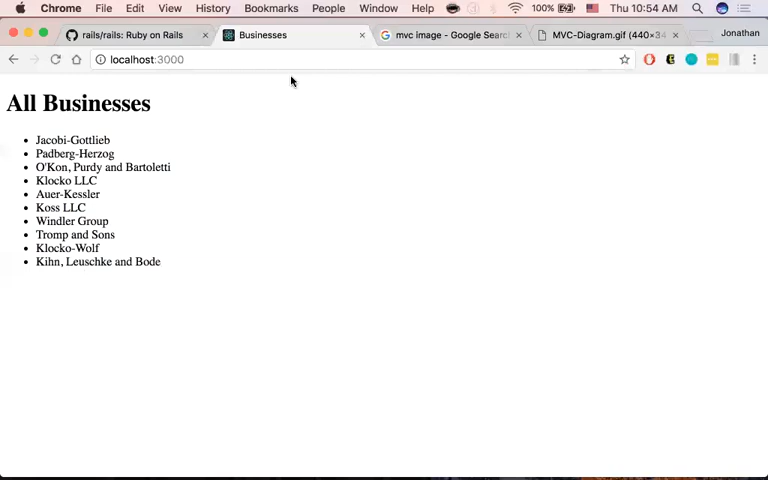 Chrome File Edit View History Bookmarks People Window Help 100% Thu 10:54 AM
rails/rails: Ruby on Rails Businesses mvc image - Google Searc MVC-Diagram.gif (440×34 Jonathan
localhost:3000
All Businesses
Jacobi-Gottlieb
Padberg-Herzog
O'Kon, Purdy and Bartoletti
Klocko LLC
Auer-Kessler
Koss LLC
Windler Group
Tromp and Sons
Klocko-Wolf
Kihn, Leuschke and Bode